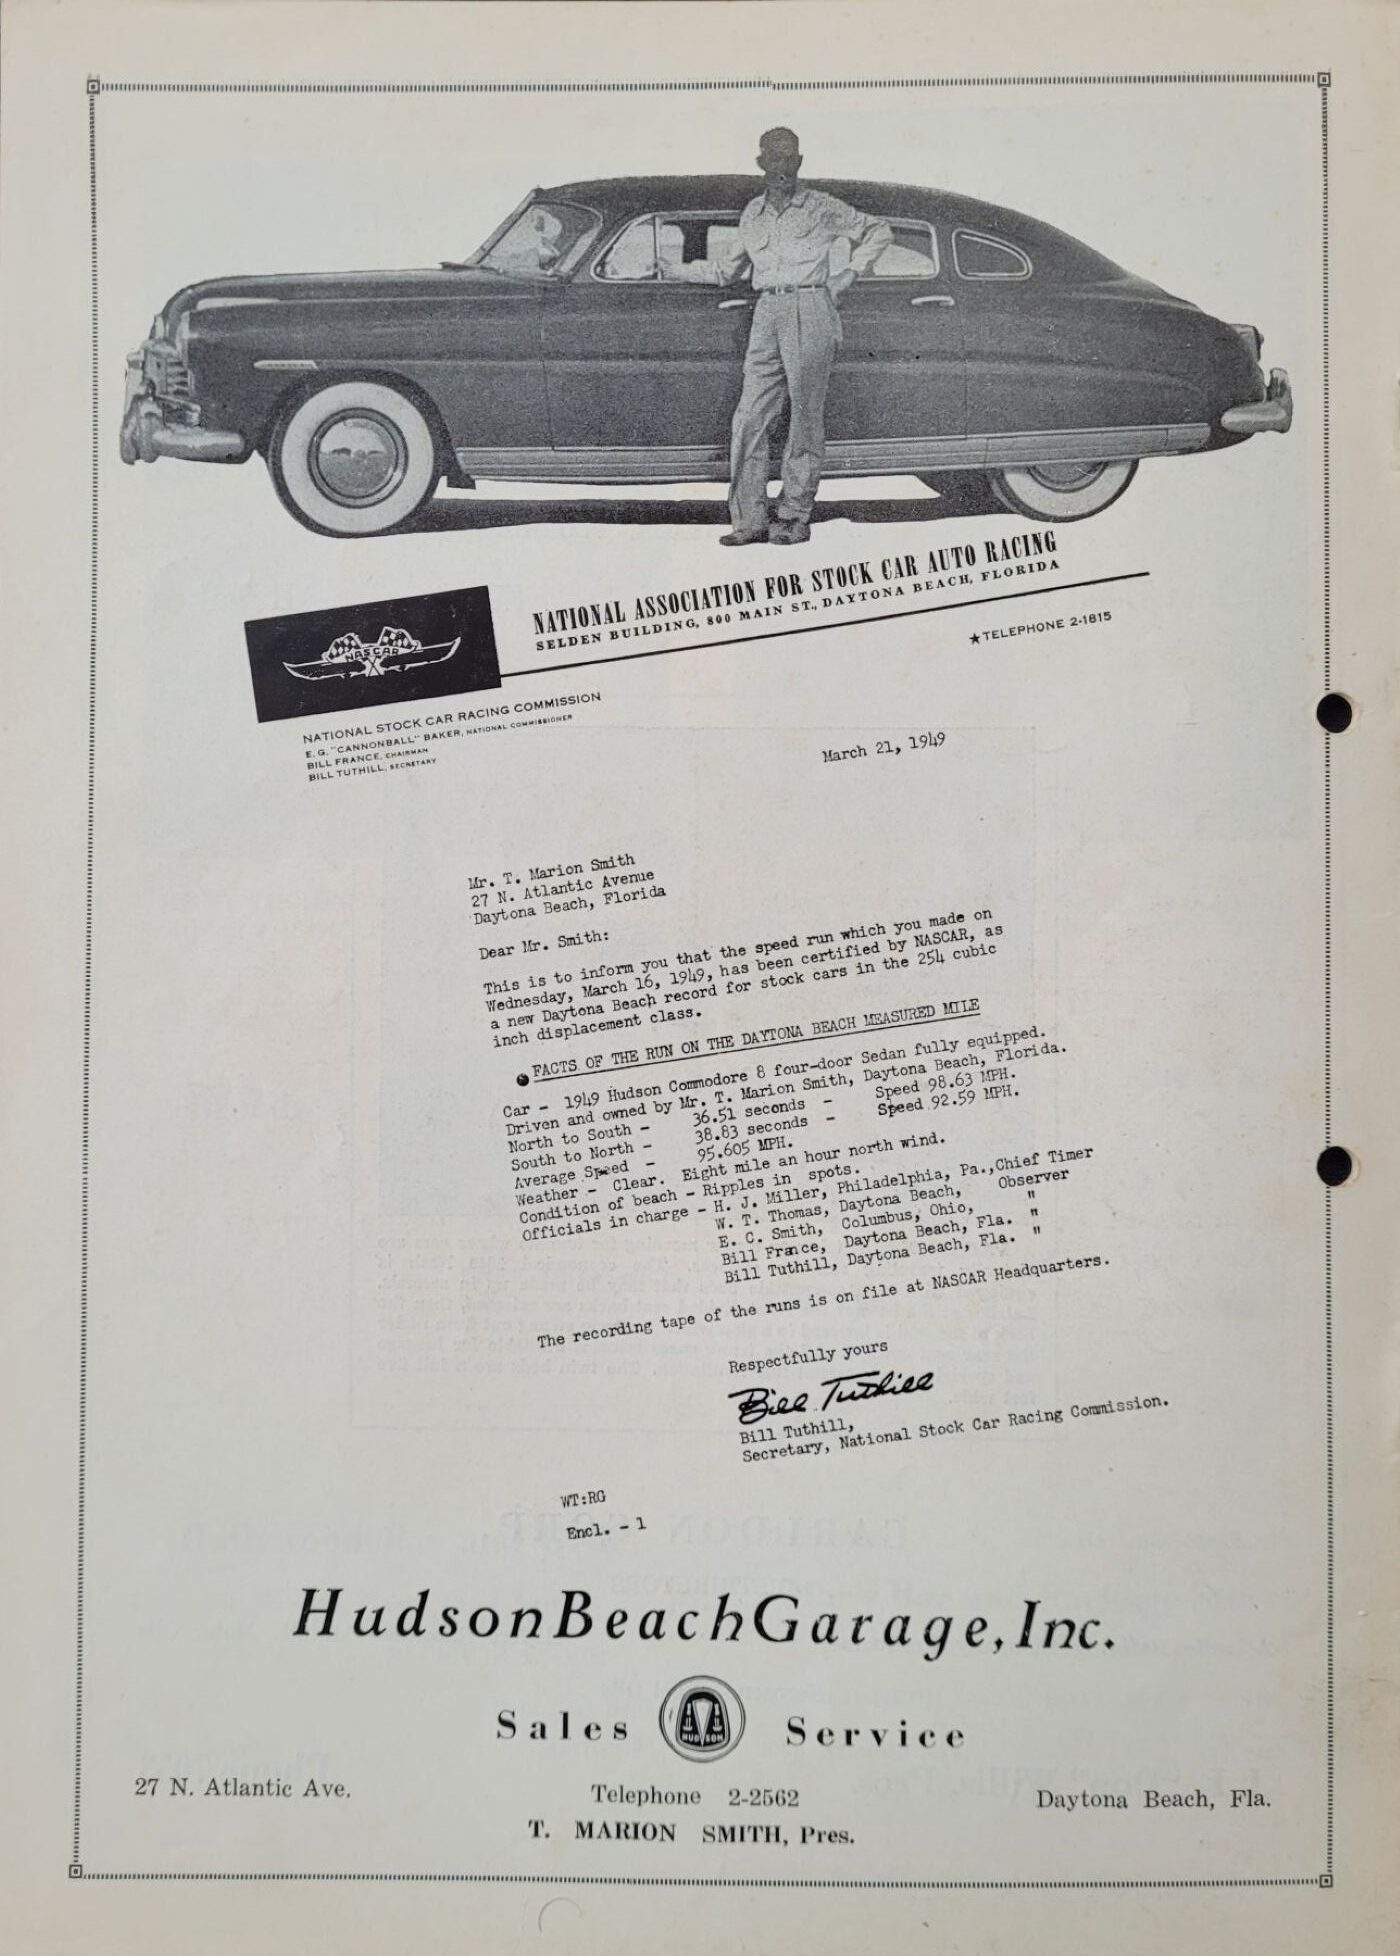 NASCAR
NATIONAL ASSOCIATION FOR STOCK CAR AUTO RACING
SELDEN BUILDING, 800 MAIN ST., DAYTONA BEACH, FLORIDA
★TELEPHONE 2-1815
NATIONAL STOCK CAR RACING COMMISSION
E. G. "CANNONBALL" BAKER, NATIONAL COMMISSIONER
BILL FRANCE, CHAIRMAN
BILL TUTHILL, SECRETARY
March 21, 1949
Mr. T. Marion Smith
27 N. Atlantic Avenue
Daytona Beach, Florida
Dear Mr. Smith:
This is to inform you that the speed run which you made on
Wednesday, March 16, 1949, has been certified by NASCAR, as
a new Daytona Beach record for stock cars in the 254 cubic
inch displacement class.
FACTS OF THE RUN ON THE DAYTONA BEACH MEASURED MILE
Car - 1949 Hudson Commodore 8 four-door Sedan fully equipped.
Driven and owned by Mr. T. Marion Smith, Daytona Beach, Florida.
North to South - 36.51 seconds - Speed 98.63 MPH.
South to North - 38.83 seconds - Speed 92.59 MPH.
Average Speed - 95.605 MPH.
Weather - Clear. Eight mile an hour north wind.
Condition of beach - Ripples in spots.
Officials in charge - H. J. Miller, Philadelphia, Pa.,Chief Timer
W. T. Thomas, Daytona Beach, Observer
E. C. Smith, Columbus, Ohio, "
Bill France, Daytona Beach, Fla. "
Bill Tuthill, Daytona Beach, Fla. "
The recording tape of the runs is on file at NASCAR Headquarters.
Respectfully yours
Bill Tuthill
Bill Tuthill,
Secretary, National Stock Car Racing Commission.
WT:RG
Encl. - 1
Hudson Beach Garage, Inc.
Sales HUDSON Service
27 N. Atlantic Ave. Telephone 2-2562 Daytona Beach, Fla.
T. MARION SMITH, Pres.